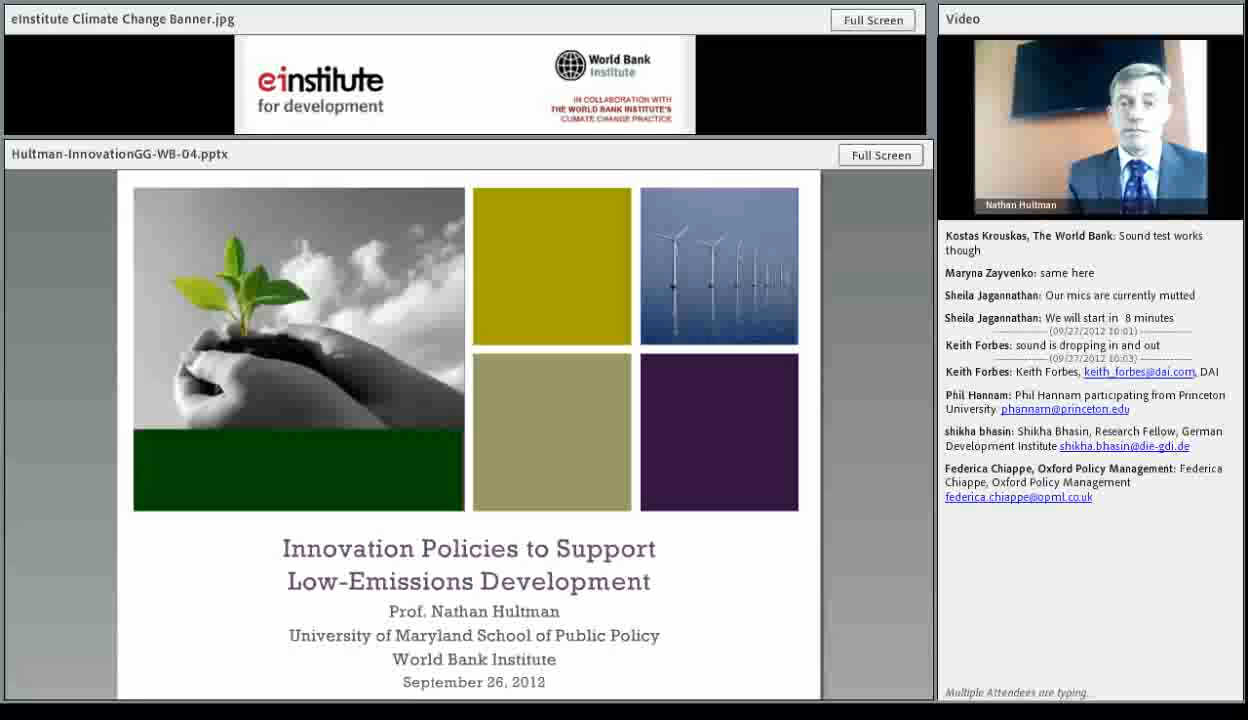 eInstitute Climate Change Banner.jpg
Full Screen
einstitute
for development
World Bank
Institute
IN COLLABORATION WITH
THE WORLD BANK INSTITUTE'S
CLIMATE CHANGE PRACTICE
Hultman-InnovationGG-WB-04.pptx
Full Screen
Innovation Policies to Support
Low-Emissions Development
Prof. Nathan Hultman
University of Maryland School of Public Policy
World Bank Institute
September 26, 2012
Video
Nathan Hultman
Kostas Krouskas, The World Bank: Sound test works
though
Maryna Zayvenko: same here
Sheila Jagannathan: Our mics are currently mutted
Sheila Jagannathan: We will start in 8 minutes
(09/27/2012 10:01)
Keith Forbes: sound is dropping in and out
(09/27/2012 10:03)
Keith Forbes: Keith Forbes, keith_forbes@dai.com, DAI
Phil Hannam: Phil Hannam participating from Princeton
University. phannam@princeton.edu
shikha bhasin: Shikha Bhasin, Research Fellow, German
Development Institute shikha.bhasin@die-gdi.de
Federica Chiappe, Oxford Policy Management: Federica
Chiappe, Oxford Policy Management
federica.chiappe@opml.co.uk
Multiple Attendees are typing...